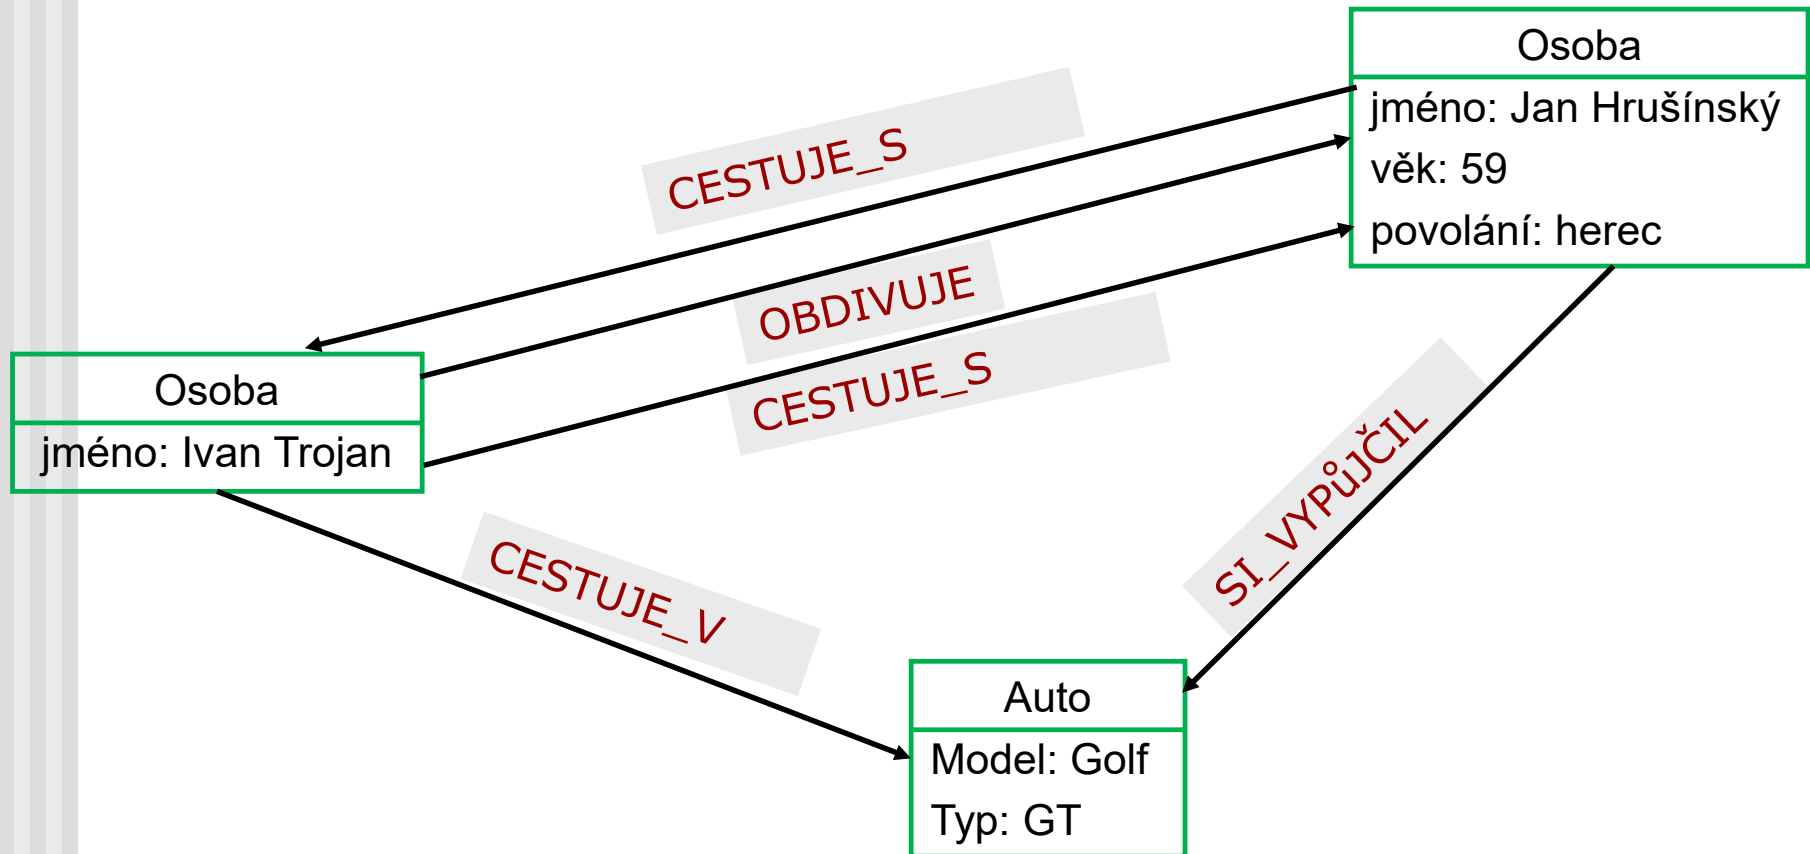 Osoba
jméno: Jan Hrušínský
věk: 59
povolání: herec
CESTUJE_S
OBDIVUJE
CESTUJE_S
Osoba
jméno: Ivan Trojan
SI_VYPůJČIL
CESTUJE_V
Auto
Model: Golf
Typ: GT